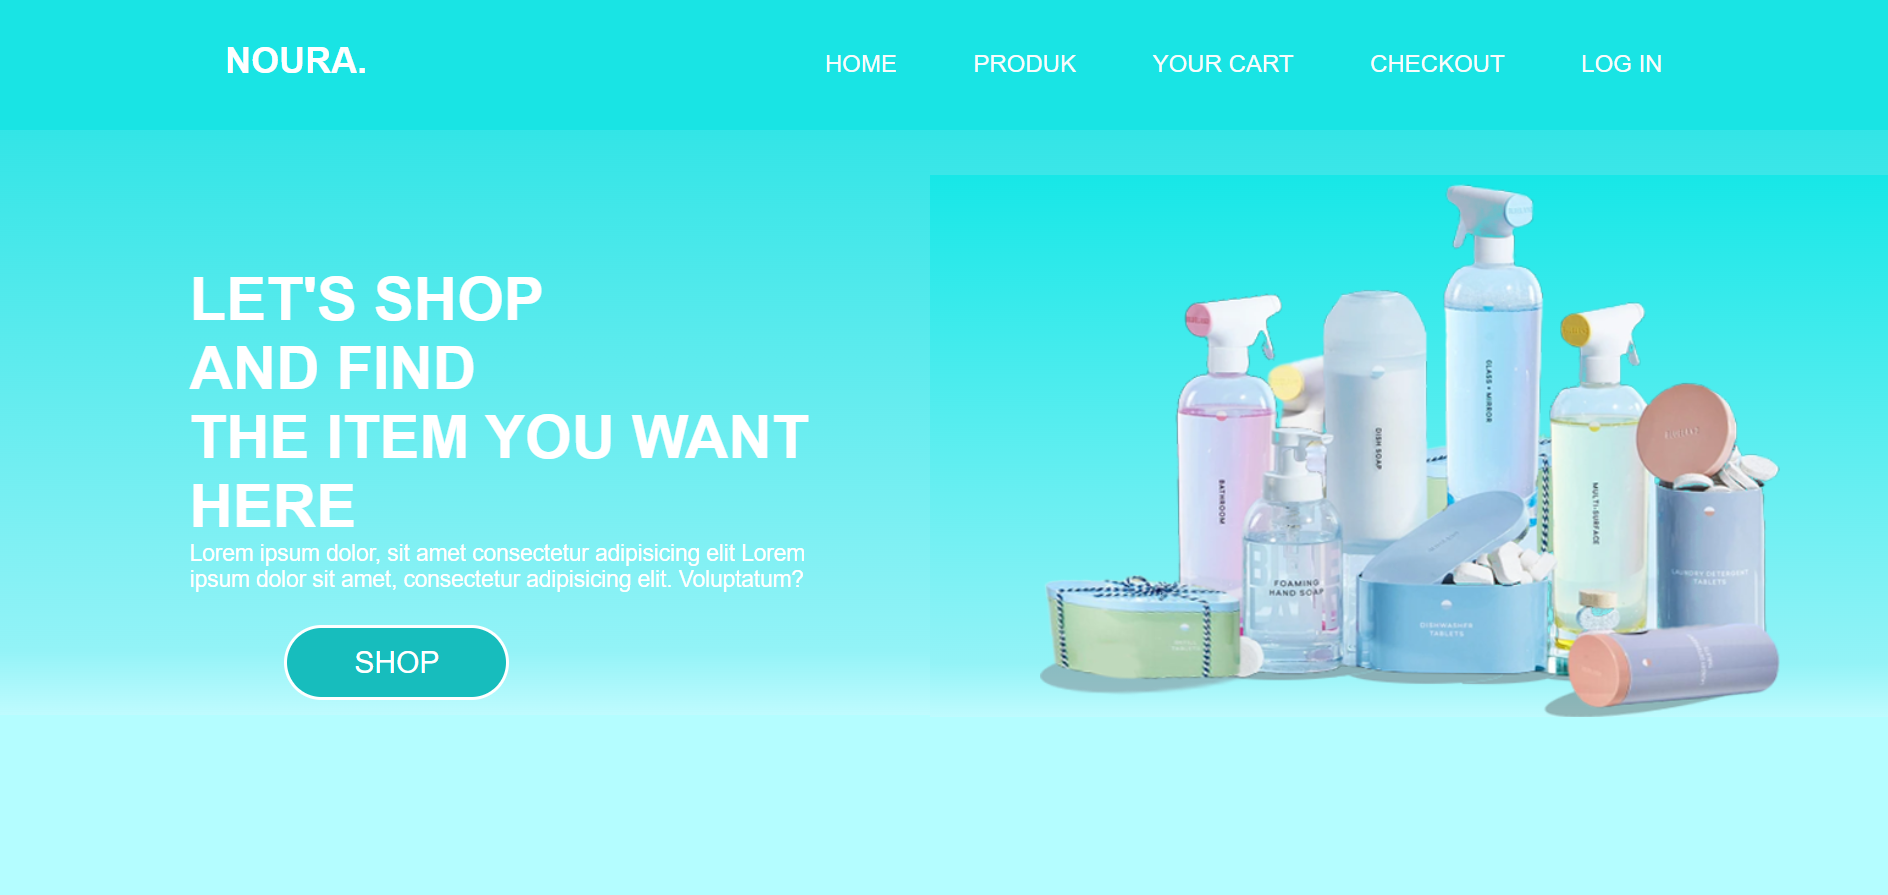 NOURA.
HOME PRODUK YOUR CART CHECKOUT LOG IN
LET'S SHOP
AND FIND
THE ITEM YOU WANT
HERE
Lorem ipsum dolor, sit amet consectetur adipisicing elit Lorem
ipsum dolor sit amet, consectetur adipisicing elit. Voluptatum?
SHOP
GLASS + MIRROR
DISH SOAP
BATHROOM
MULTI-SURFACE
FOAMING
HAND SOAP
LAUNDRY DETERGENT
TABLETS
DISHWASHER
TABLETS